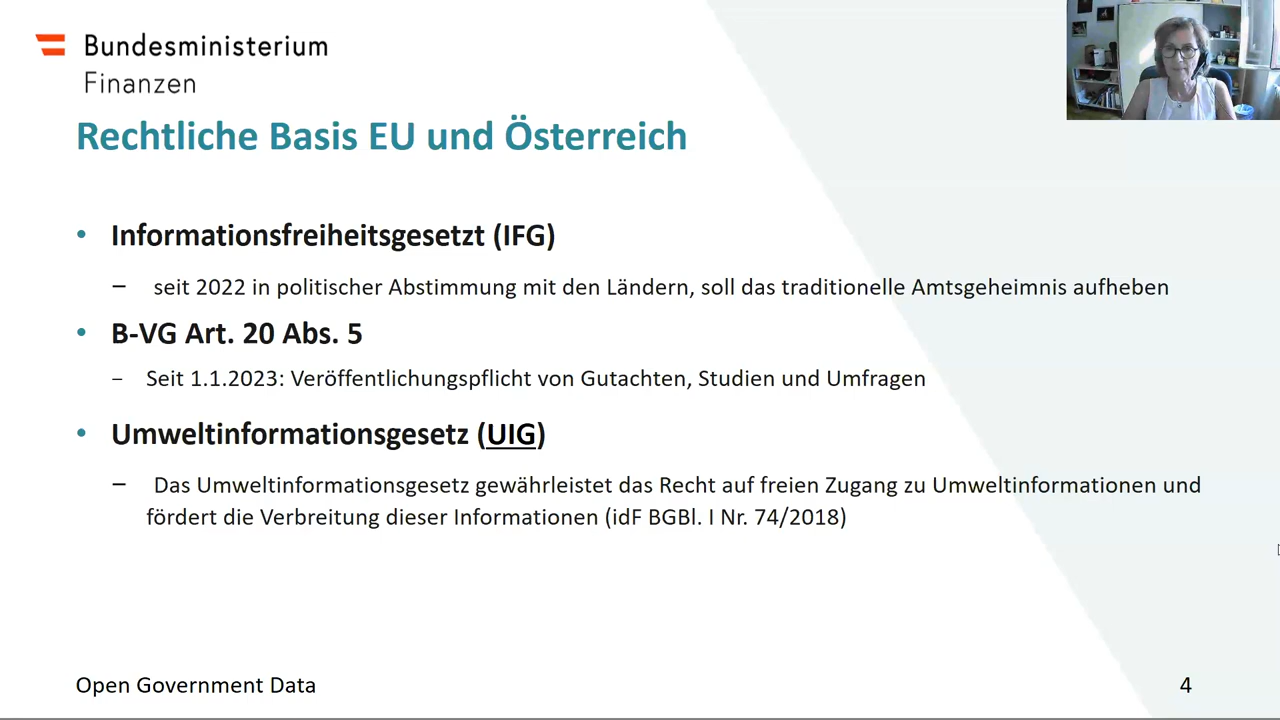 Bundesministerium
Finanzen
Rechtliche Basis EU und Österreich
• Informationsfreiheitsgesetzt (IFG)
– seit 2022 in politischer Abstimmung mit den Ländern, soll das traditionelle Amtsgeheimnis aufheben
• B-VG Art. 20 Abs. 5
– Seit 1.1.2023: Veröffentlichungspflicht von Gutachten, Studien und Umfragen
• Umweltinformationsgesetz (UIG)
– Das Umweltinformationsgesetz gewährleistet das Recht auf freien Zugang zu Umweltinformationen und
fördert die Verbreitung dieser Informationen (idF BGBl. I Nr. 74/2018)
Open Government Data
4